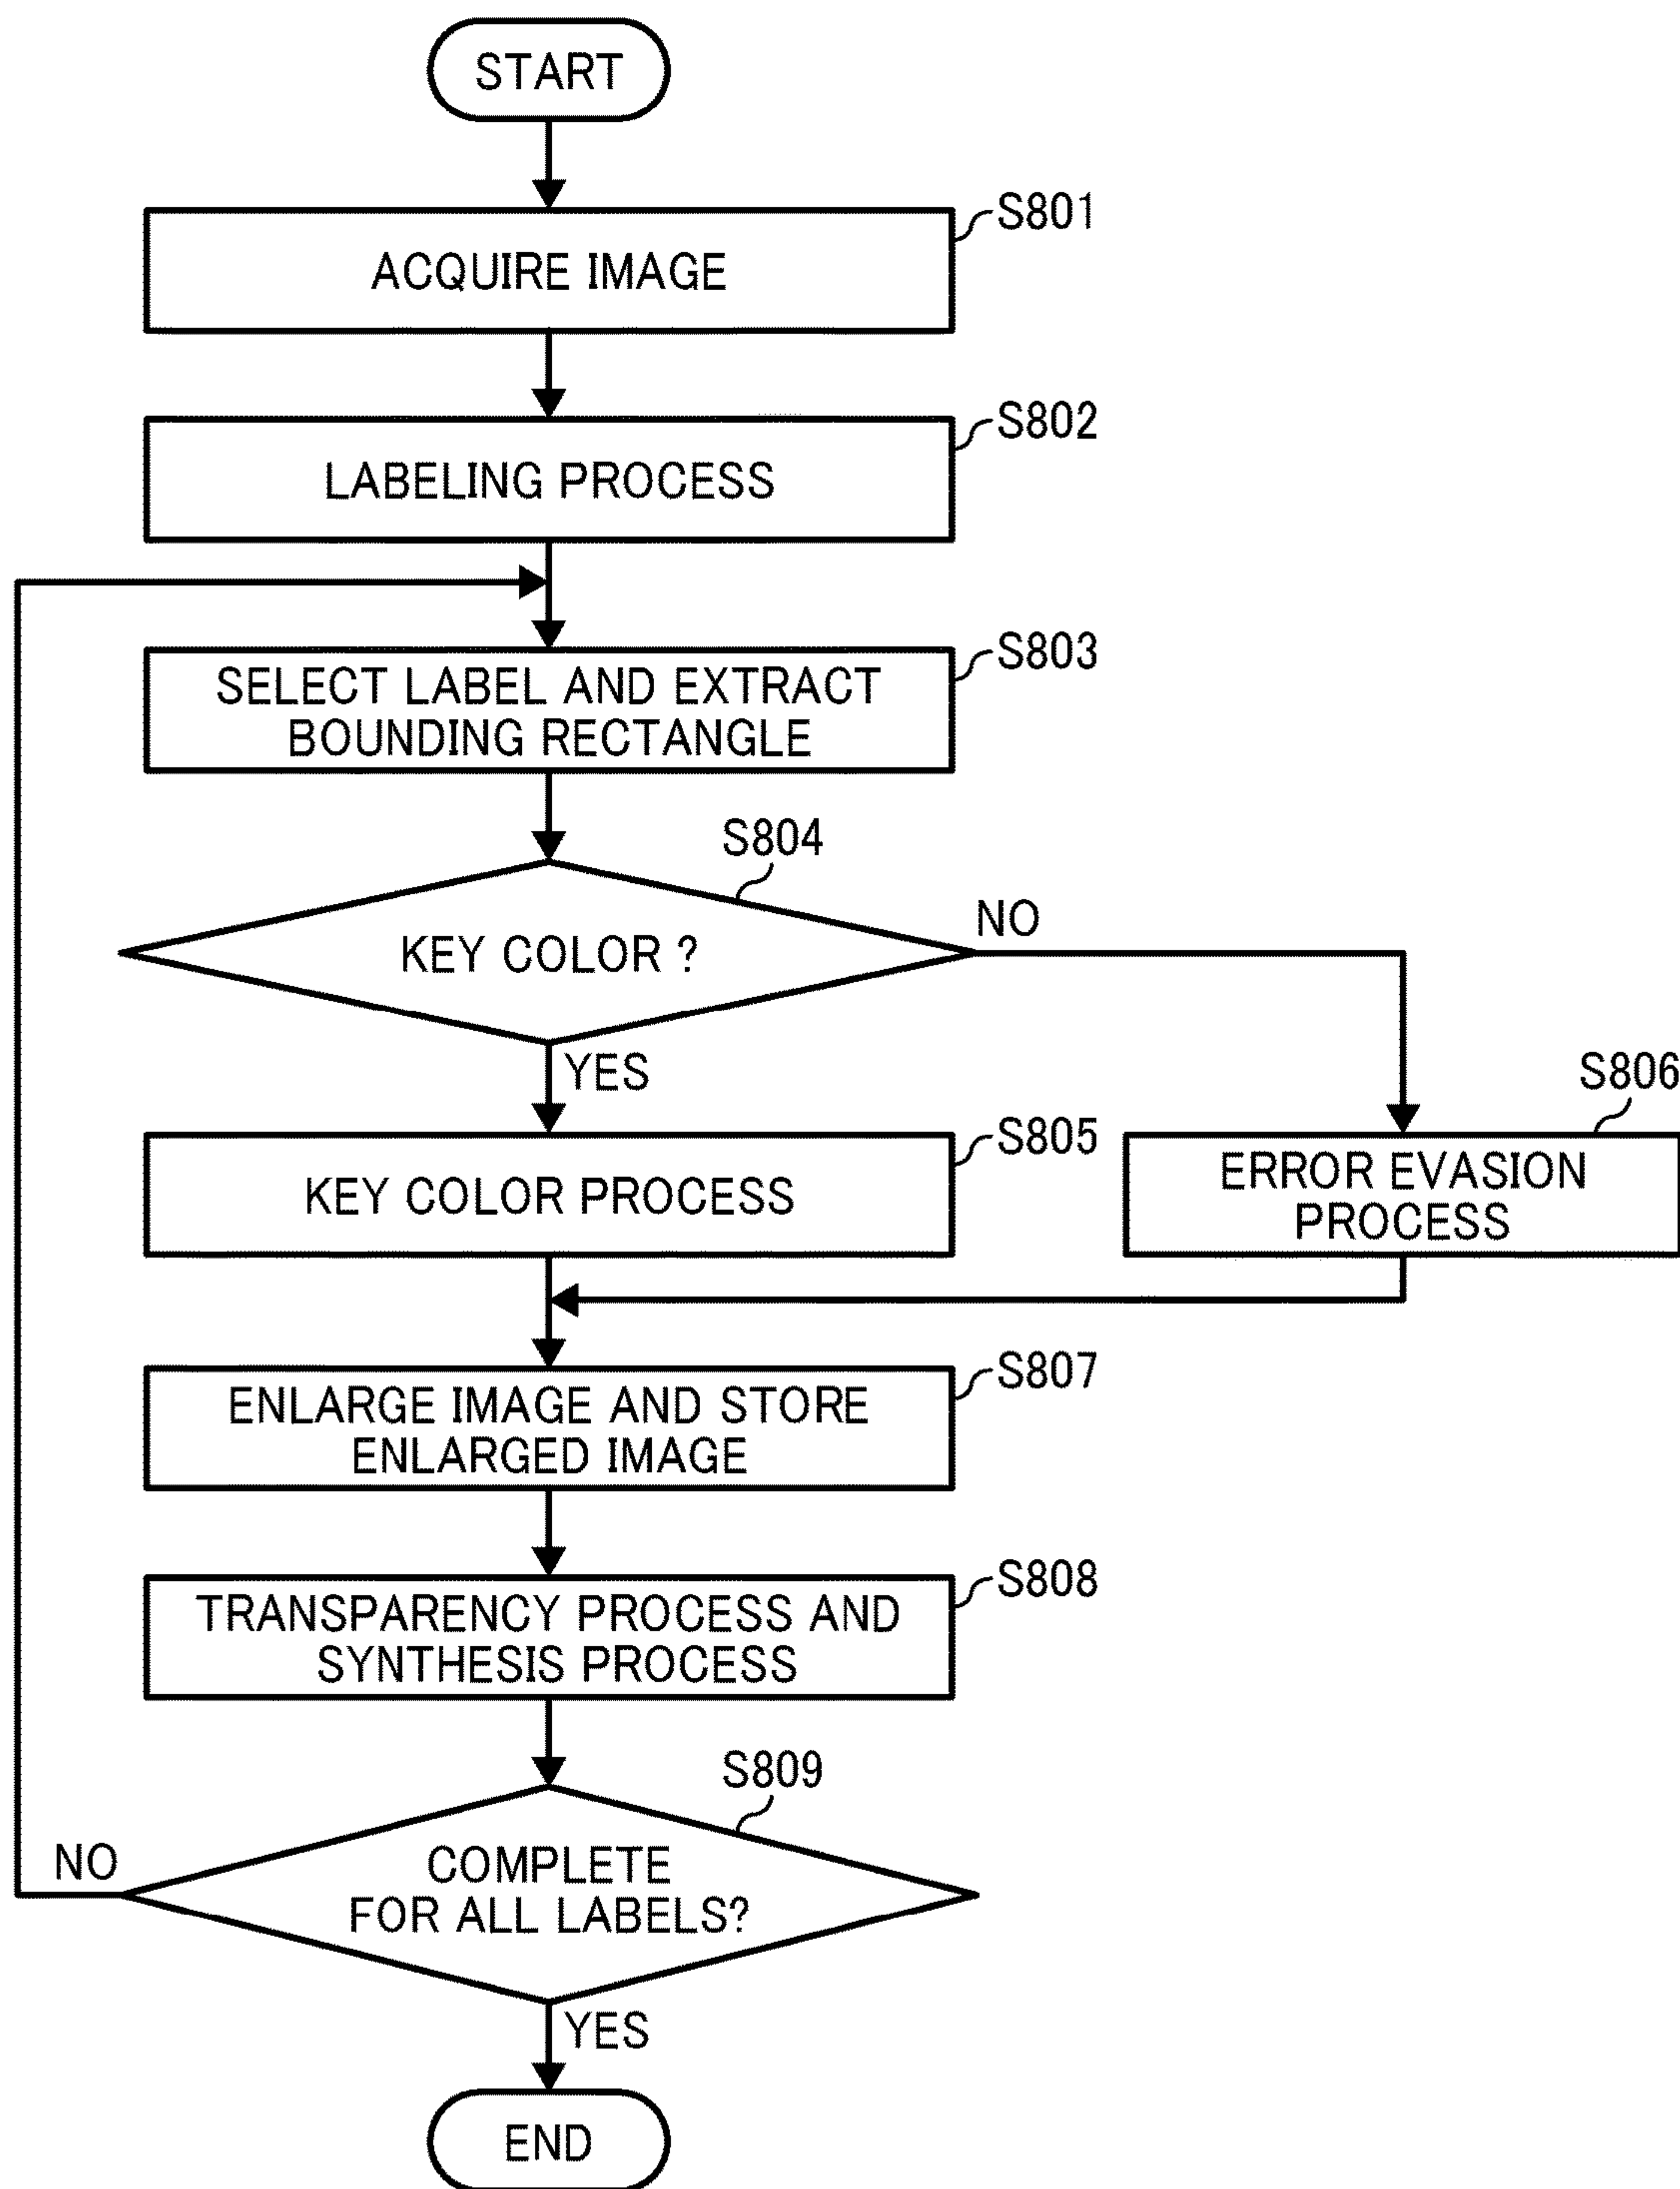 START
S801
ACQUIRE IMAGE
S802
LABELING PROCESS
S803
SELECT LABEL AND EXTRACT
BOUNDING RECTANGLE
S804
KEY COLOR ?
NO
YES
S805
KEY COLOR PROCESS
S806
ERROR EVASION
PROCESS
S807
ENLARGE IMAGE AND STORE
ENLARGED IMAGE
S808
TRANSPARENCY PROCESS AND
SYNTHESIS PROCESS
S809
NO
COMPLETE
FOR ALL LABELS?
YES
END